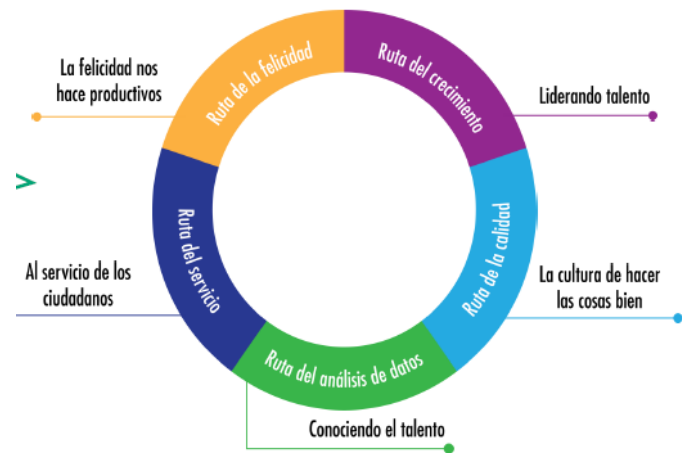 La felicidad nos
hace productivos
Ruta de la felicidad
Ruta del crecimiento
Liderando talento
Ruta del servicio
Ruta de la calidad
Al servicio de los
ciudadanos
La cultura de hacer
las cosas bien
Ruta del análisis de datos
Conociendo el talento